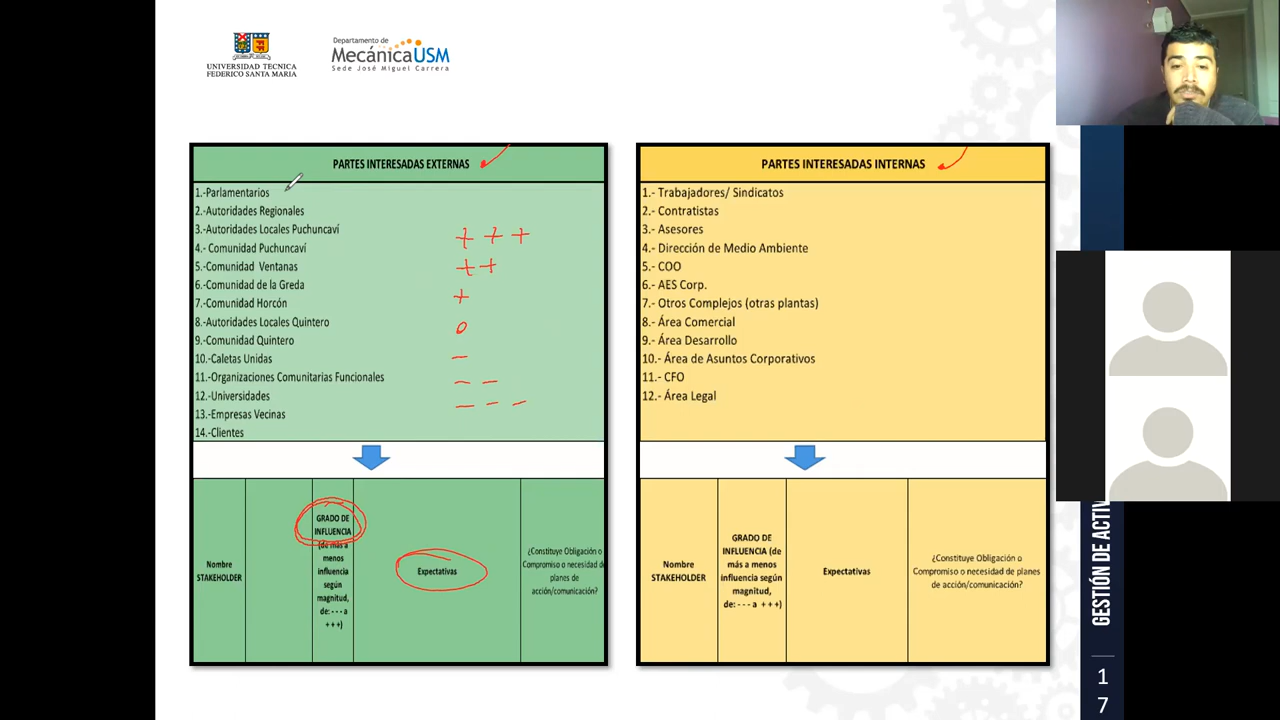 UNIVERSIDAD TECNICA
FEDERICO SANTA MARIA
Departamento de
MecánicaUSM
Sede José Miguel Carrera
PARTES INTERESADAS EXTERNAS
1.-Parlamentarios
2.-Autoridades Regionales
3.-Autoridades Locales Puchuncaví
4.- Comunidad Puchuncaví
5.-Comunidad Ventanas
6.-Comunidad de la Greda
7.-Comunidad Horcón
8.-Autoridades Locales Quintero
9.-Comunidad Quintero
10.-Caletas Unidas
11.-Organizaciones Comunitarias Funcionales
12.-Universidades
13.-Empresas Vecinas
14.-Clientes
+ + +
+ +
+
0
-
- -
- - -
Nombre
STAKEHOLDER
GRADO DE
INFLUENCIA
(de más a
menos
influencia
según
magnitud,
de: - - - a
+ + +)
Expectativas
¿Constituye Obligación o
Compromiso o necesidad de
planes de
acción/comunicación?
PARTES INTERESADAS INTERNAS
1.- Trabajadores/ Sindicatos
2.- Contratistas
3.- Asesores
4.- Dirección de Medio Ambiente
5.- COO
6.- AES Corp.
7.- Otros Complejos (otras plantas)
8.- Área Comercial
9.- Área Desarrollo
10.- Área de Asuntos Corporativos
11.- CFO
12.- Área Legal
Nombre
STAKEHOLDER
GRADO DE
INFLUENCIA (de
más a menos
influencia según
magnitud,
de: - - - a + + +)
Expectativas
¿Constituye Obligación o
Compromiso o necesidad de planes
de acción/comunicación?
GESTIÓN DE ACTIV
1
7